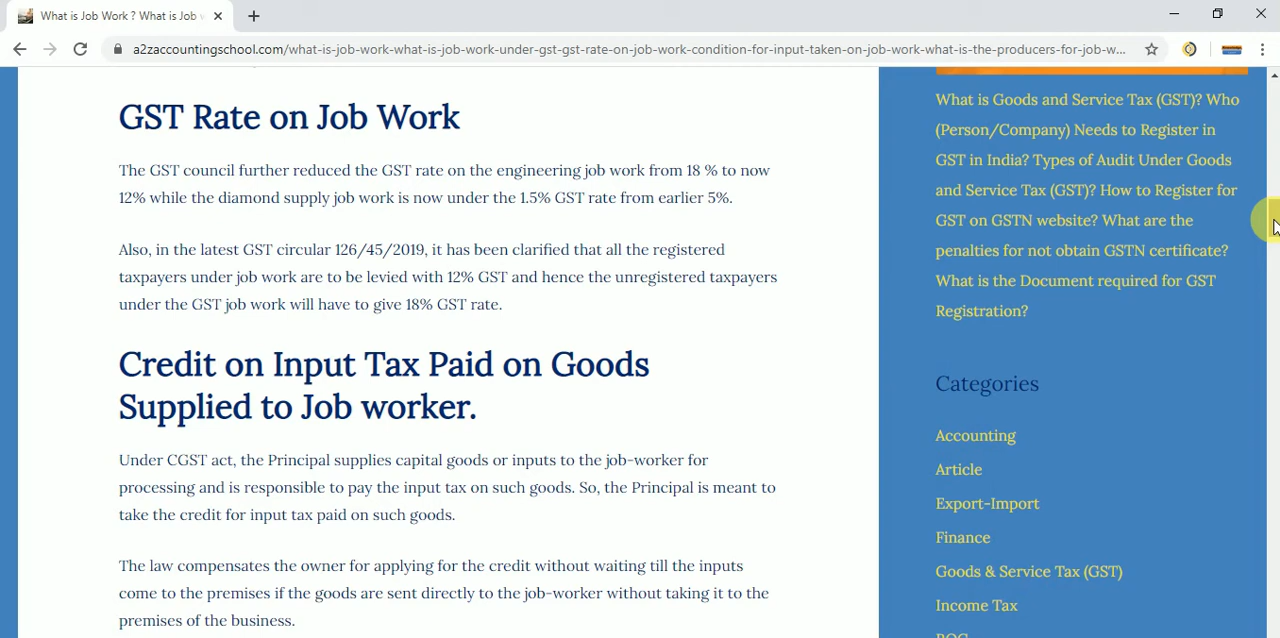 What is Job Work ? What is Job
a2zaccountingschool.com/what-is-job-work-what-is-job-work-under-gst-gst-rate-on-job-work-condition-for-input-taken-on-job-work-what-is-the-producers-for-job-w...
GST Rate on Job Work
The GST council further reduced the GST rate on the engineering job work from 18 % to now
12% while the diamond supply job work is now under the 1.5% GST rate from earlier 5%.
Also, in the latest GST circular 126/45/2019, it has been clarified that all the registered
taxpayers under job work are to be levied with 12% GST and hence the unregistered taxpayers
under the GST job work will have to give 18% GST rate.
Credit on Input Tax Paid on Goods
Supplied to Job worker.
Under CGST act, the Principal supplies capital goods or inputs to the job-worker for
processing and is responsible to pay the input tax on such goods. So, the Principal is meant to
take the credit for input tax paid on such goods.
The law compensates the owner for applying for the credit without waiting till the inputs
come to the premises if the goods are sent directly to the job-worker without taking it to the
premises of the business.
What is Goods and Service Tax (GST)? Who
(Person/Company) Needs to Register in
GST in India? Types of Audit Under Goods
and Service Tax (GST)? How to Register for
GST on GSTN website? What are the
penalties for not obtain GSTN certificate?
What is the Document required for GST
Registration?
Categories
Accounting
Article
Export-Import
Finance
Goods & Service Tax (GST)
Income Tax